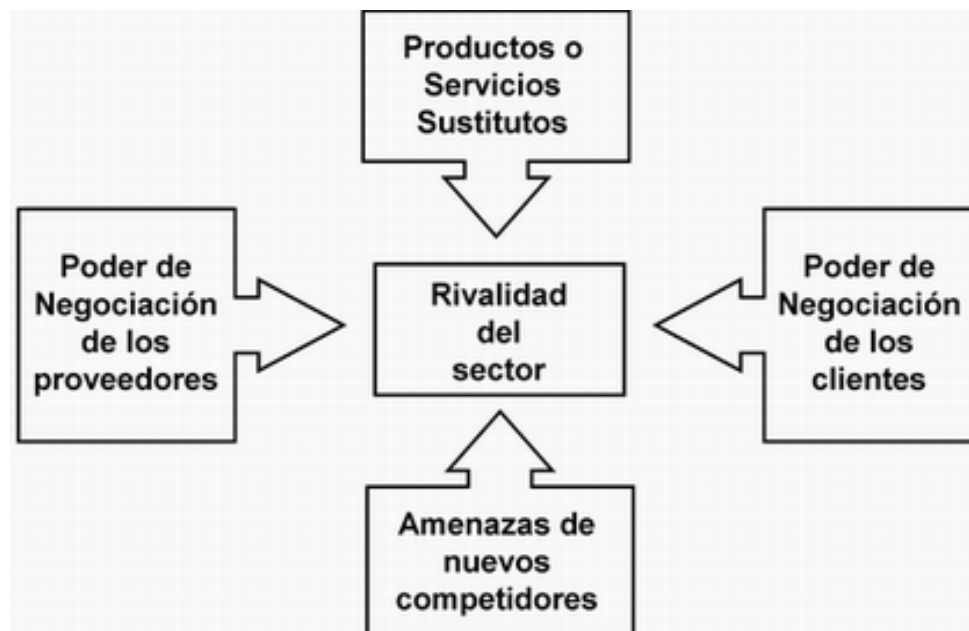 Productos o
Servicios
Sustitutos
Poder de
Negociación
de los
proveedores
Rivalidad
del
sector
Poder de
Negociación
de los
clientes
Amenazas de
nuevos
competidores